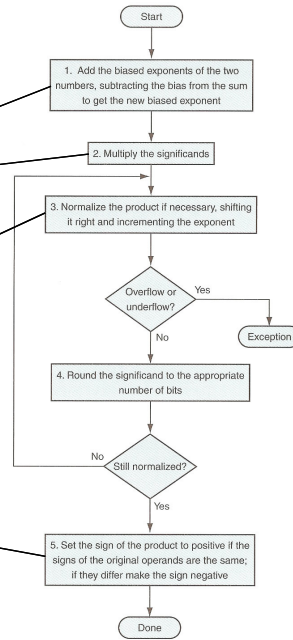 Start
1. Add the biased exponents of the two
numbers, subtracting the bias from the sum
to get the new biased exponent
2. Multiply the significands
3. Normalize the product if necessary, shifting
it right and incrementing the exponent
Overflow or
underflow?
Yes
Exception
No
4. Round the significand to the appropriate
number of bits
No
Still normalized?
Yes
5. Set the sign of the product to positive if the
signs of the original operands are the same;
if they differ make the sign negative
Done